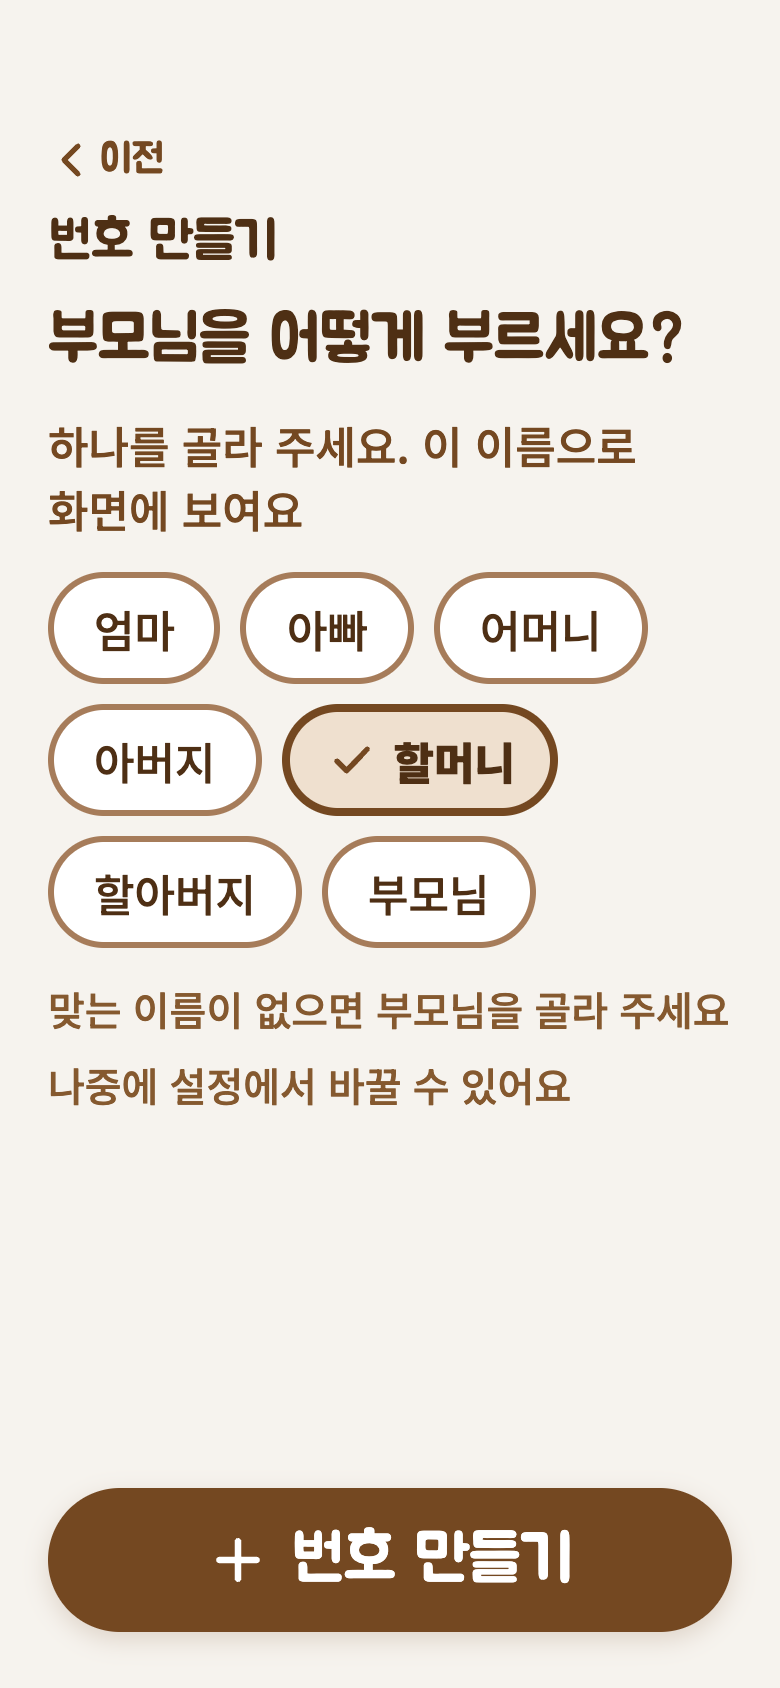 이전
번호 만들기
부모님을 어떻게 부르세요?
하나를 골라 주세요. 이 이름으로
화면에 보여요
엄마 아빠 어머니
아버지 할머니
할아버지 부모님
맞는 이름이 없으면 부모님을 골라 주세요
나중에 설정에서 바꿀 수 있어요
번호 만들기